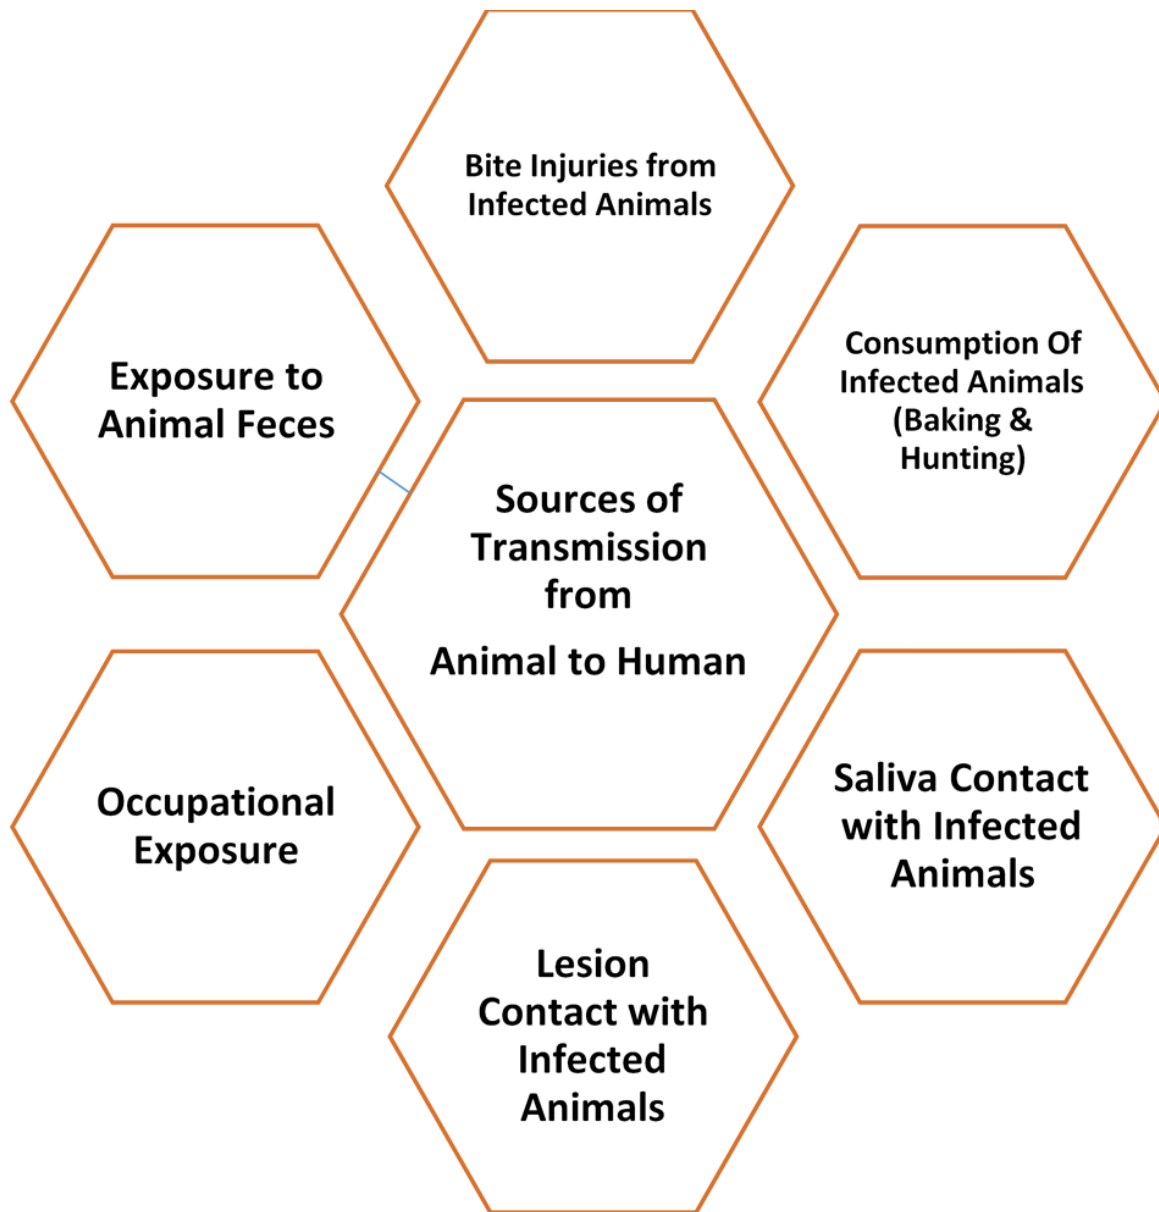 Bite Injuries from
Infected Animals
Exposure to
Animal Feces
Consumption Of
Infected Animals
(Baking &
Hunting)
Sources of
Transmission
from
Animal to Human
Occupational
Exposure
Saliva Contact
with Infected
Animals
Lesion
Contact with
Infected
Animals